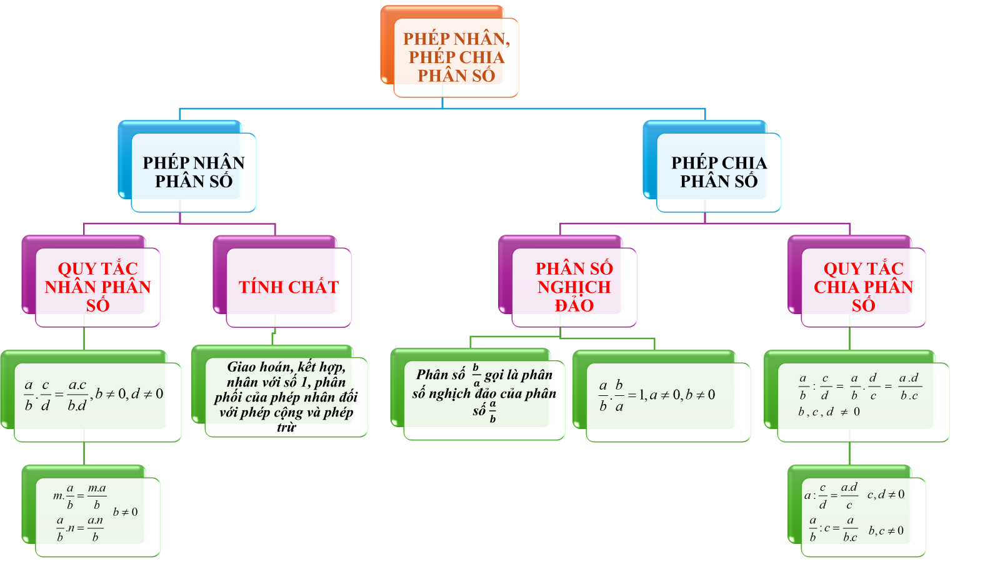 PHÉP NHÂN,
PHÉP CHIA
PHÂN SỐ
PHÉP NHÂN
PHÂN SỐ
PHÉP CHIA
PHÂN SỐ
QUY TẮC
NHÂN PHÂN
SỐ
TÍNH CHẤT
PHÂN SỐ
NGHỊCH
ĐẢO
QUY TẮC
CHIA PHÂN
SỐ
a/b . c/d = a.c/b.d, b ≠ 0, d ≠ 0
Giao hoán, kết hợp,
nhân với số 1, phân
phối của phép nhân đối
với phép cộng và phép
trừ
Phân số b/a gọi là phân
số nghịch đảo của phân
số a/b
a/b . b/a = 1, a ≠ 0, b ≠ 0
a/b : c/d = a/b . d/c = a.d/b.c
b, c, d ≠ 0
m. a/b = m.a/b
b ≠ 0
a/b .n = a.n/b
a : c/d = a.d/c c, d ≠ 0
a/b : c = a/b.c b, c ≠ 0